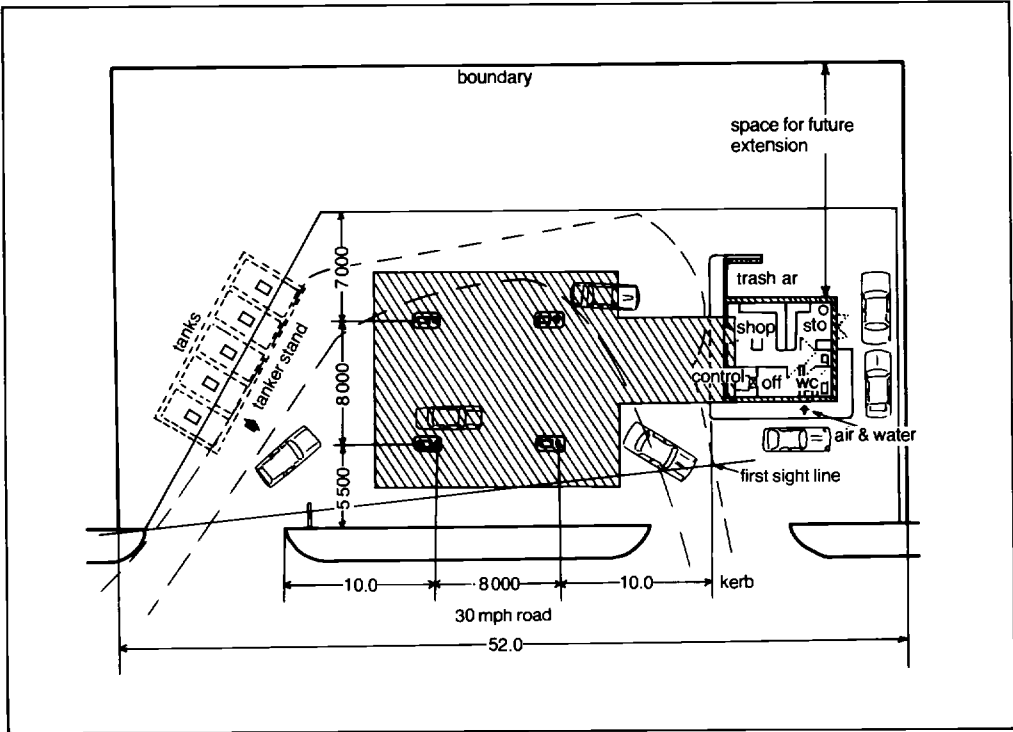 boundary
space for future
extension
7000
tanks
tanker stand
trash ar
shop
sto
8000
control
off
wc
air & water
5500
first sight line
10.0
8000
10.0
kerb
30 mph road
52.0